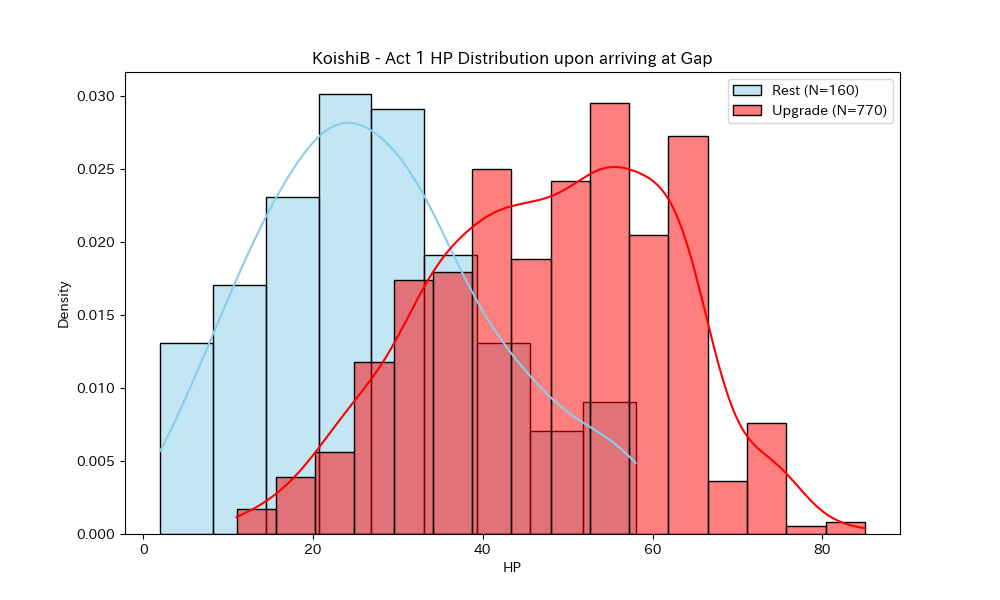 KoishiB - Act 1 HP Distribution upon arriving at Gap
Rest (N=160)
Upgrade (N=770)
Density
0.030
0.025
0.020
0.015
0.010
0.005
0.000
0 20 40 60 80
HP